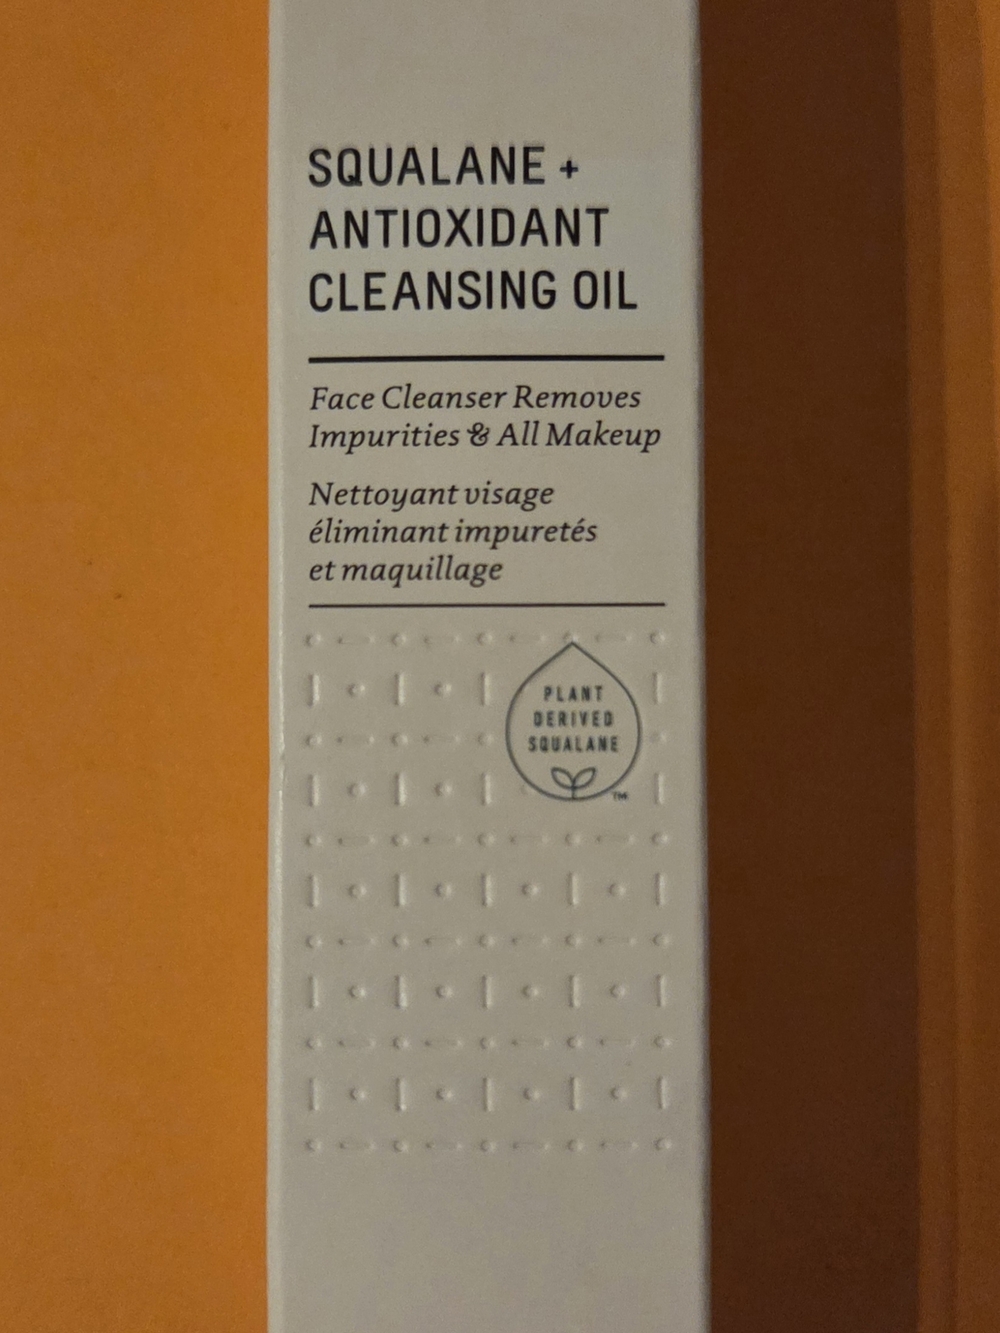 SQUALANE +
ANTIOXIDANT
CLEANSING OIL
Face Cleanser Removes
Impurities & All Makeup
Nettoyant visage
éliminant impuretés
et maquillage
PLANT
DERIVED
SQUALANE
™